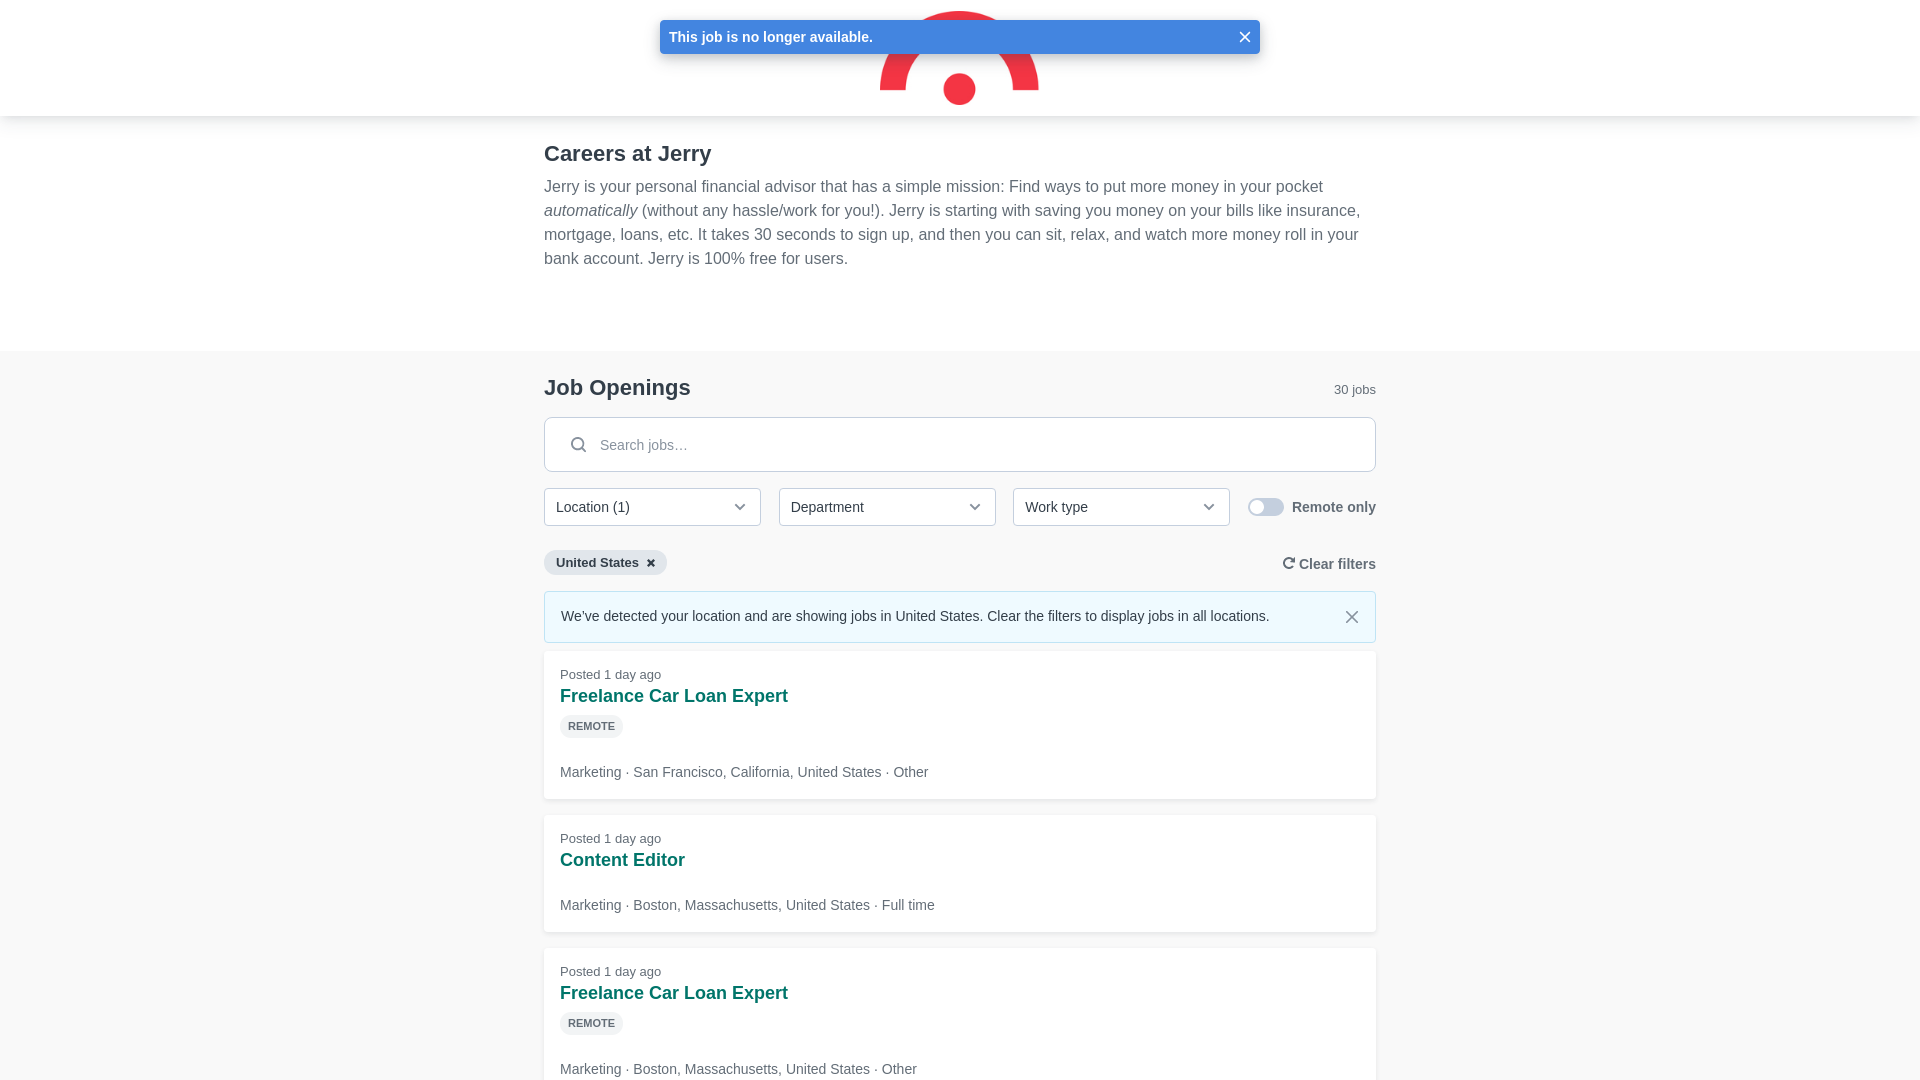 This job is no longer available.
Careers at Jerry
Jerry is your personal financial advisor that has a simple mission: Find ways to put more money in your pocket
automatically (without any hassle/work for you!). Jerry is starting with saving you money on your bills like insurance,
mortgage, loans, etc. It takes 30 seconds to sign up, and then you can sit, relax, and watch more money roll in your
bank account. Jerry is 100% free for users.
Job Openings
30 jobs
Search jobs…
Location (1)
Department
Work type
Remote only
United States
Clear filters
We've detected your location and are showing jobs in United States. Clear the filters to display jobs in all locations.
Posted 1 day ago
Freelance Car Loan Expert
REMOTE
Marketing · San Francisco, California, United States · Other
Posted 1 day ago
Content Editor
Marketing · Boston, Massachusetts, United States · Full time
Posted 1 day ago
Freelance Car Loan Expert
REMOTE
Marketing · Boston, Massachusetts, United States · Other